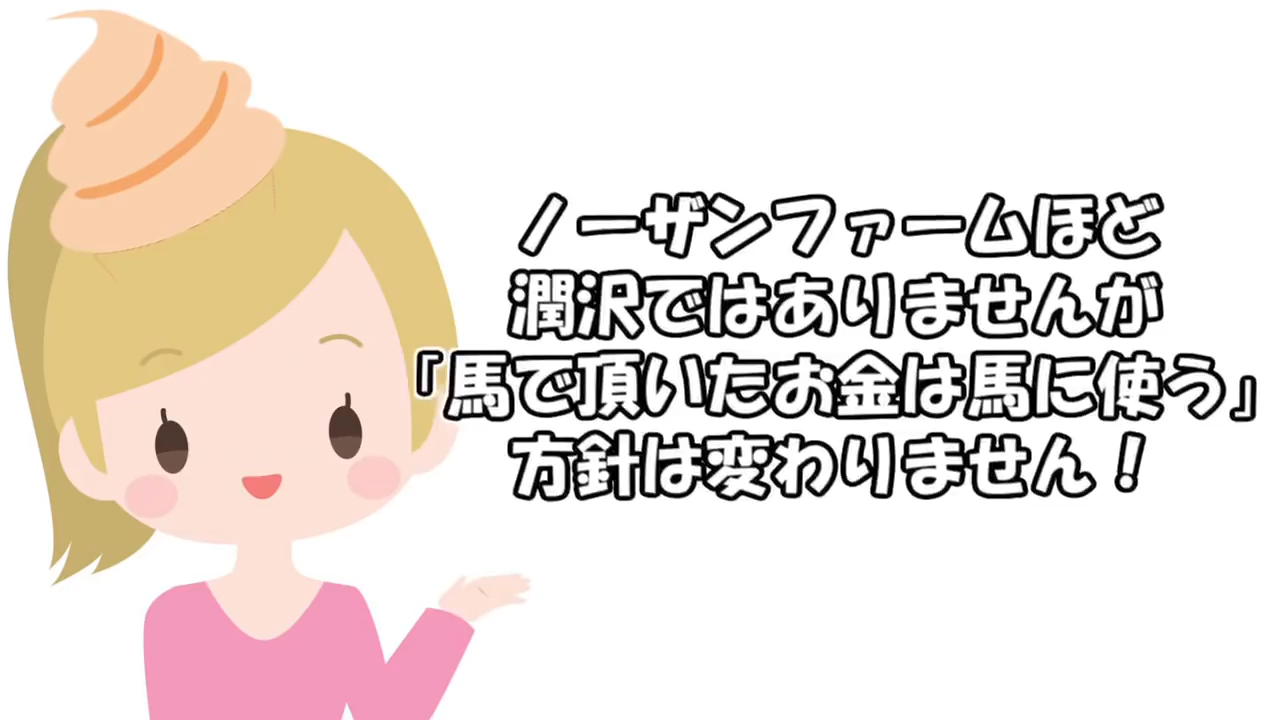 ノーザンファームほど
潤沢ではありませんが
「馬で頂いたお金は馬に使う」
方針は変わりません！